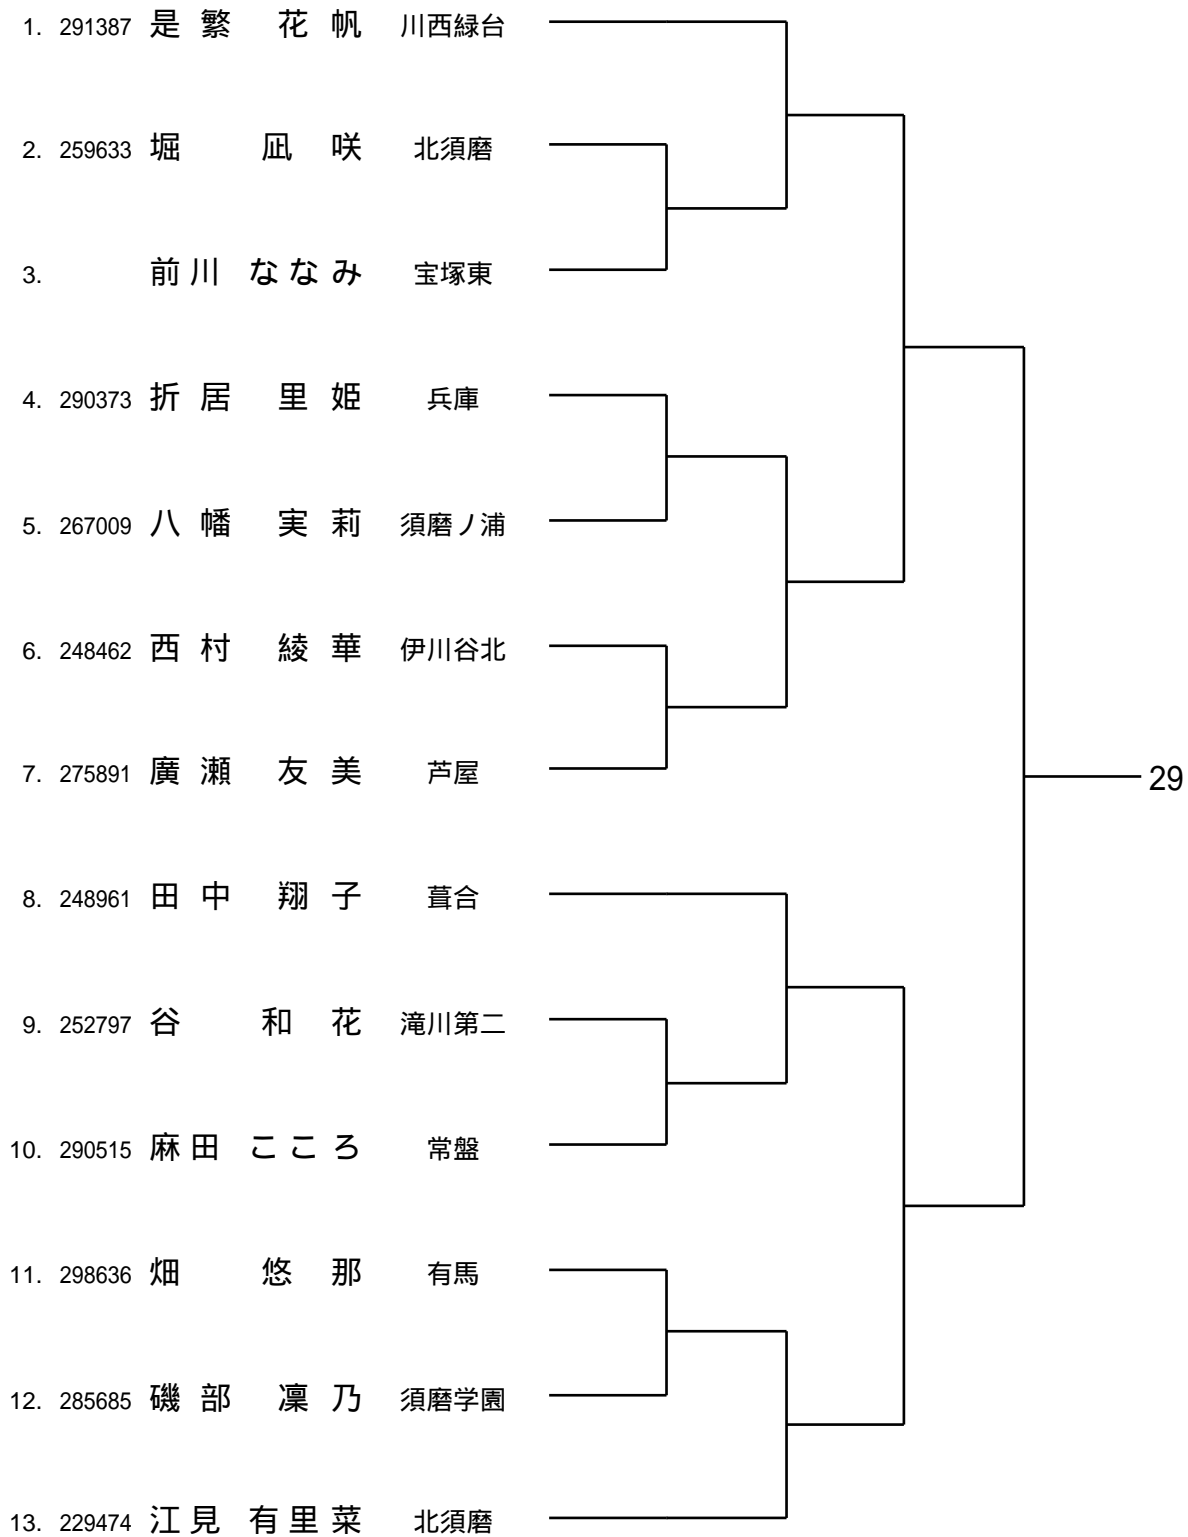 1. 291387 是繁 花帆 川西緑台
2. 259633 堀 凪咲 北須磨
3. 前川 ななみ 宝塚東
4. 290373 折居 里姫 兵庫
5. 267009 八幡 実莉 須磨ノ浦
6. 248462 西村 綾華 伊川谷北
7. 275891 廣瀬 友美 芦屋
29
8. 248961 田中 翔子 葺合
9. 252797 谷 和花 滝川第二
10. 290515 麻田 こころ 常盤
11. 298636 畑 悠那 有馬
12. 285685 磯部 凜乃 須磨学園
13. 229474 江見 有里菜 北須磨